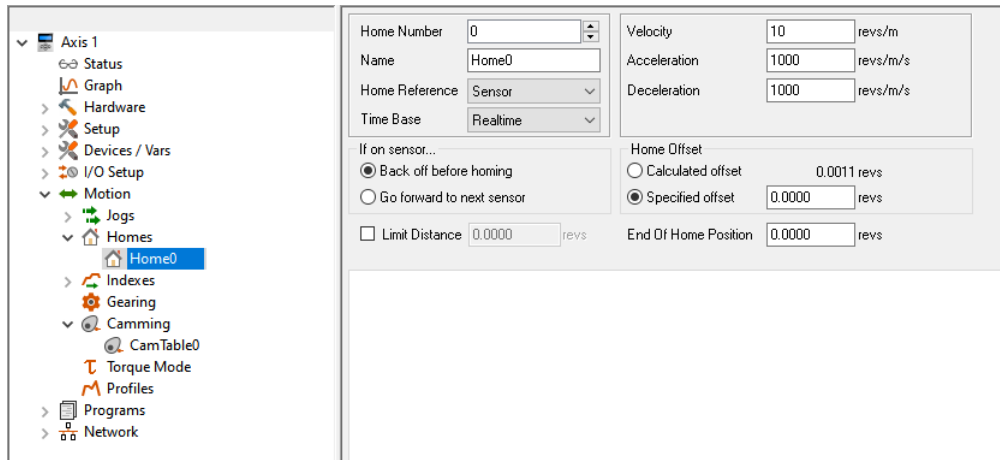 Axis 1
Status
Graph
Hardware
Setup
Devices / Vars
I/O Setup
Motion
Jogs
Homes
Home0
Indexes
Gearing
Camming
CamTable0
Torque Mode
Profiles
Programs
Network
Home Number 0
Name Home0
Home Reference Sensor
Time Base Realtime
Velocity 10 revs/m
Acceleration 1000 revs/m/s
Deceleration 1000 revs/m/s
If on sensor...
Back off before homing
Go forward to next sensor
Home Offset
Calculated offset 0.0011 revs
Specified offset 0.0000 revs
Limit Distance 0.0000 revs
End Of Home Position 0.0000 revs